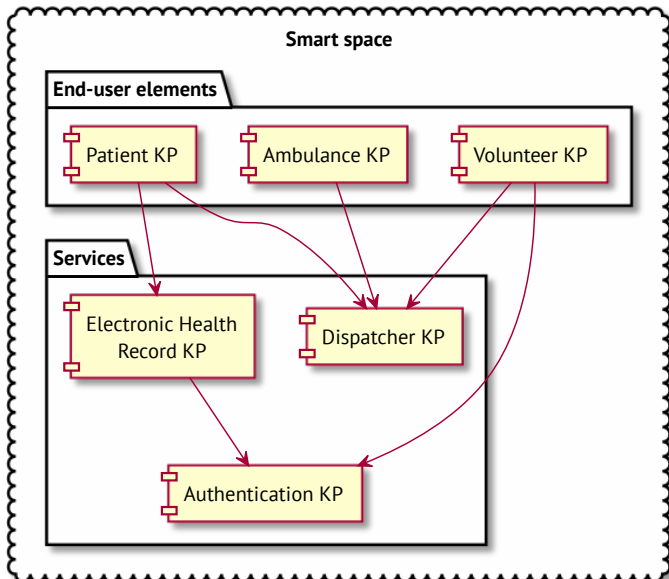 Smart space
End-user elements
Patient KP
Ambulance KP
Volunteer KP
Services
Electronic Health
Record KP
Dispatcher KP
Authentication KP